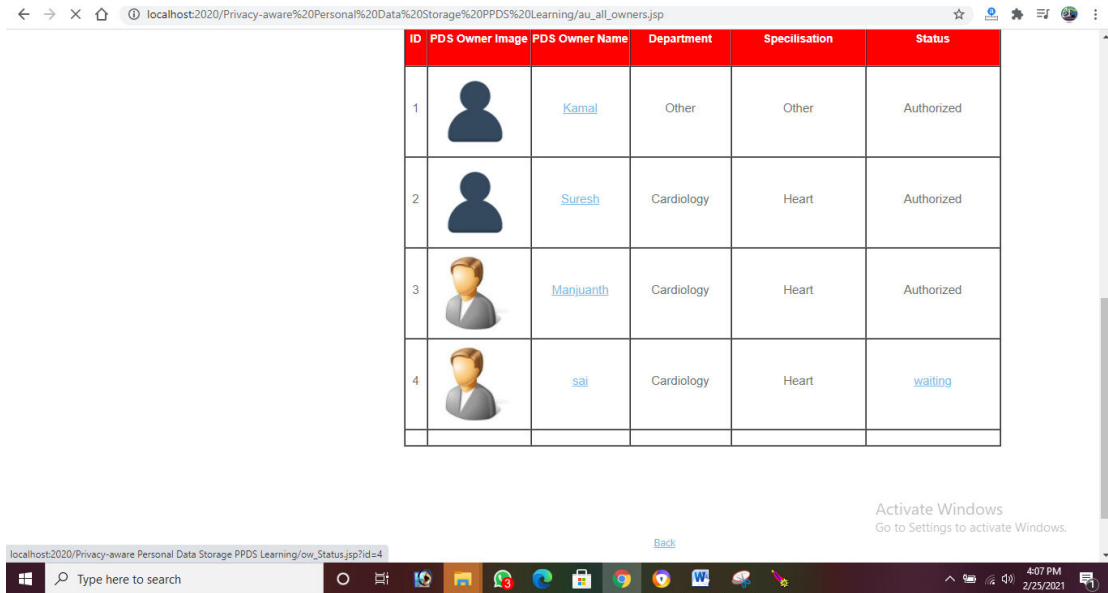 localhost:2020/Privacy-aware%20Personal%20Data%20Storage%20PPDS%20Learning/au_all_owners.jsp
ID PDS Owner Image PDS Owner Name Department Specilisation Status
1 Kamal Other Other Authorized
2 Suresh Cardiology Heart Authorized
3 Manjuanth Cardiology Heart Authorized
4 sai Cardiology Heart waiting
Activate Windows
Go to Settings to activate Windows.
Back
localhost:2020/Privacy-aware Personal Data Storage PPDS Learning/ow_Status.jsp?id=4
Type here to search
3
4:07 PM
2/25/2021
1